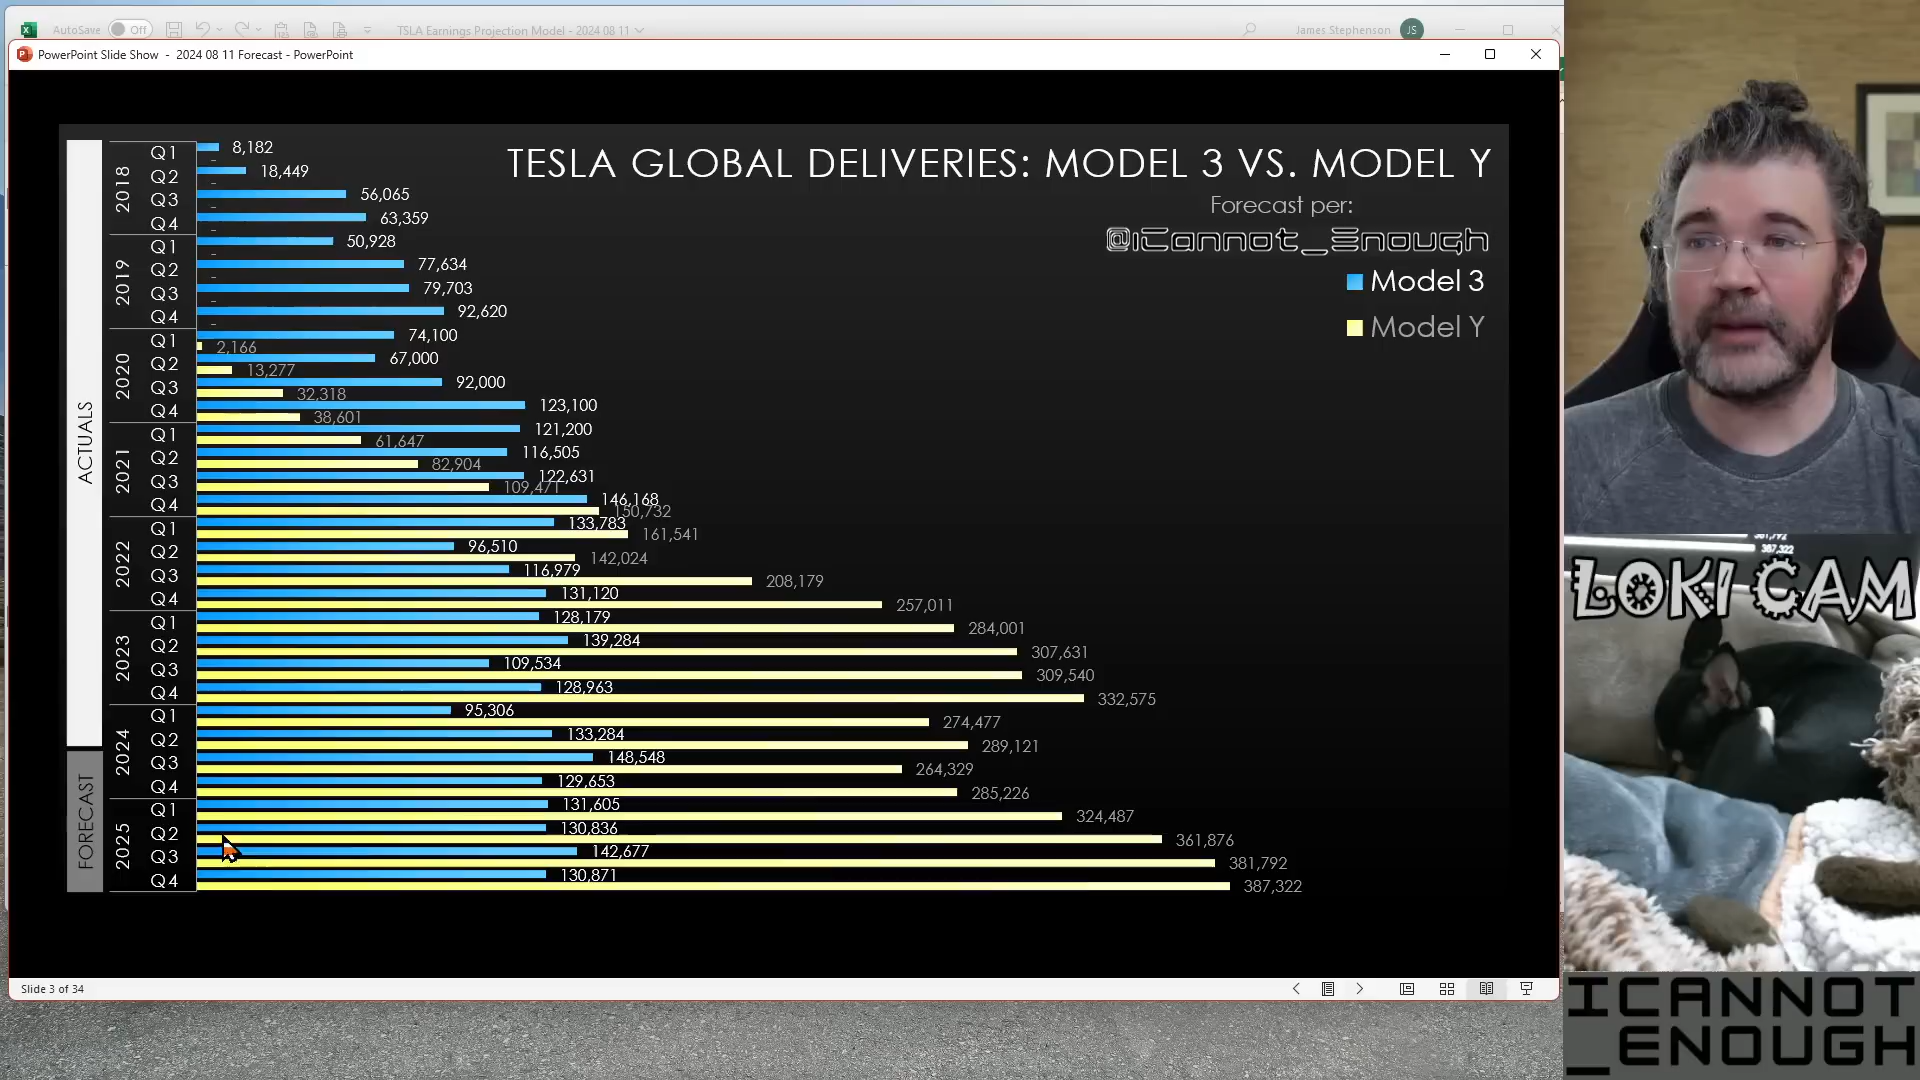 AutoSave Off TSLA Earnings Projection Model - 2024 08 11 James Stephenson JS
PowerPoint Slide Show - 2024 08 11 Forecast - PowerPoint
TESLA GLOBAL DELIVERIES: MODEL 3 VS. MODEL Y
Forecast per:
@iCannot_Enough
Model 3
Model Y
ACTUALS
FORECAST
2018
Q1 8,182 -
Q2 18,449 -
Q3 56,065 -
Q4 63,359
2019
Q1 50,928 -
Q2 77,634 -
Q3 79,703 -
Q4 92,620 -
2020
Q1 74,100
2,166
Q2 67,000
13,277
Q3 92,000
32,318
Q4 123,100
38,601
2021
Q1 121,200
61,647
Q2 116,505
82,904
Q3 122,631
109,471
Q4 146,168
150,732
2022
Q1 133,783
161,541
Q2 96,510
142,024
Q3 116,979
208,179
Q4 131,120
257,011
2023
Q1 128,179
284,001
Q2 139,284
307,631
Q3 109,534
309,540
Q4 128,963
332,575
2024
Q1 95,306
274,477
Q2 133,284
289,121
Q3 148,548
264,329
Q4 129,653
285,226
2025
Q1 131,605
324,487
Q2 130,836
361,876
Q3 142,677
381,792
Q4 130,871
387,322
Slide 3 of 34
381,792
387,322
LOKI CAM
ICANNOT
_ENOUGH